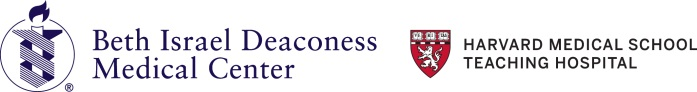 Beth Israel Deaconess
Medical Center
®
HARVARD MEDICAL SCHOOL
TEACHING HOSPITAL